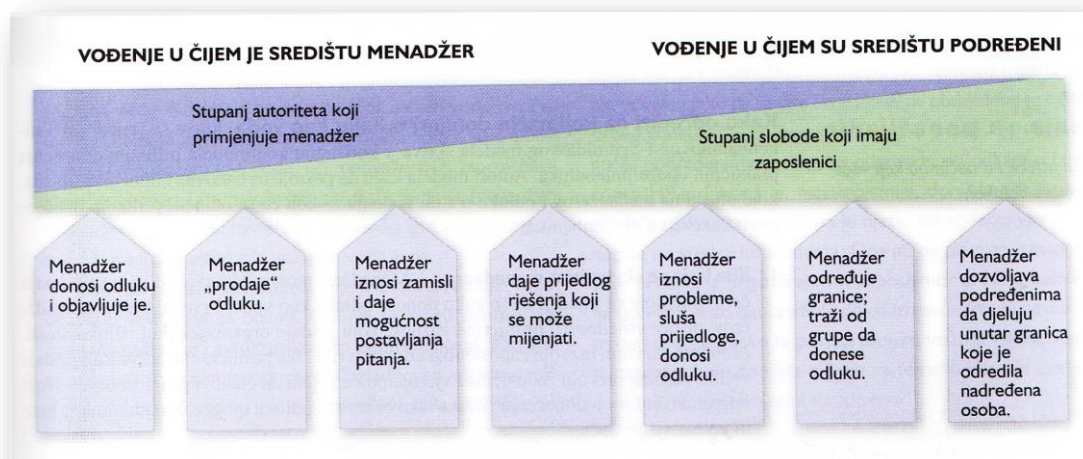 VOĐENJE U ČIJEM JE SREDIŠTU MENADŽER
VOĐENJE U ČIJEM SU SREDIŠTU PODREĐENI
Stupanj autoriteta koji
primjenjuje menadžer
Stupanj slobode koji imaju
zaposlenici
Menadžer
donosi odluku
i objavljuje je.
Menadžer
„prodaje“
odluku.
Menadžer
iznosi zamisli
i daje
mogućnost
postavljanja
pitanja.
Menadžer
daje prijedlog
rješenja koji
se može
mijenjati.
Menadžer
iznosi
probleme,
sluša
prijedloge,
donosi
odluku.
Menadžer
određuje
granice;
traži od
grupe da
donese
odluku.
Menadžer
dozvoljava
podređenima
da djeluju
unutar granica
koje je
odredila
nadređena
osoba.